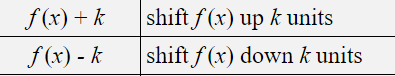 f (x) + k shift f (x) up k units
f (x) - k shift f (x) down k units